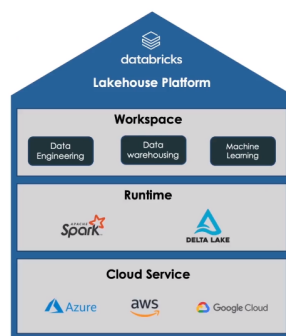 databricks
Lakehouse Platform
Workspace
Data
Engineering
Data
warehousing
Machine
Learning
Runtime
APACHE
Spark
DELTA LAKE
Cloud Service
Azure
aws
Google Cloud